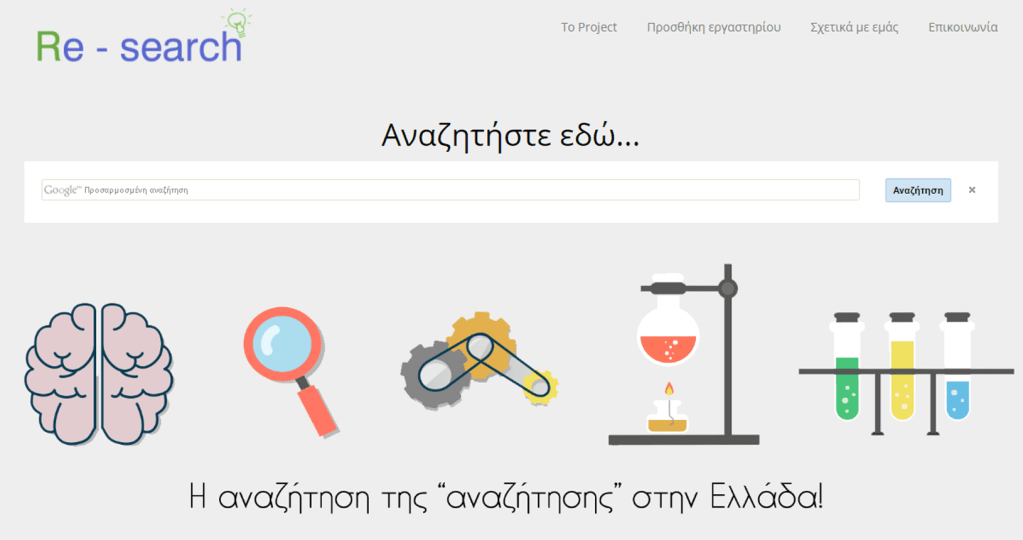 Re - search
Το Project Προσθήκη εργαστηρίου Σχετικά με εμάς Επικοινωνία
Αναζητήστε εδώ...
Google™ Προσαρμοσμένη αναζήτηση Αναζήτηση ×
Η αναζήτηση της “αναζήτησης” στην Ελλάδα!